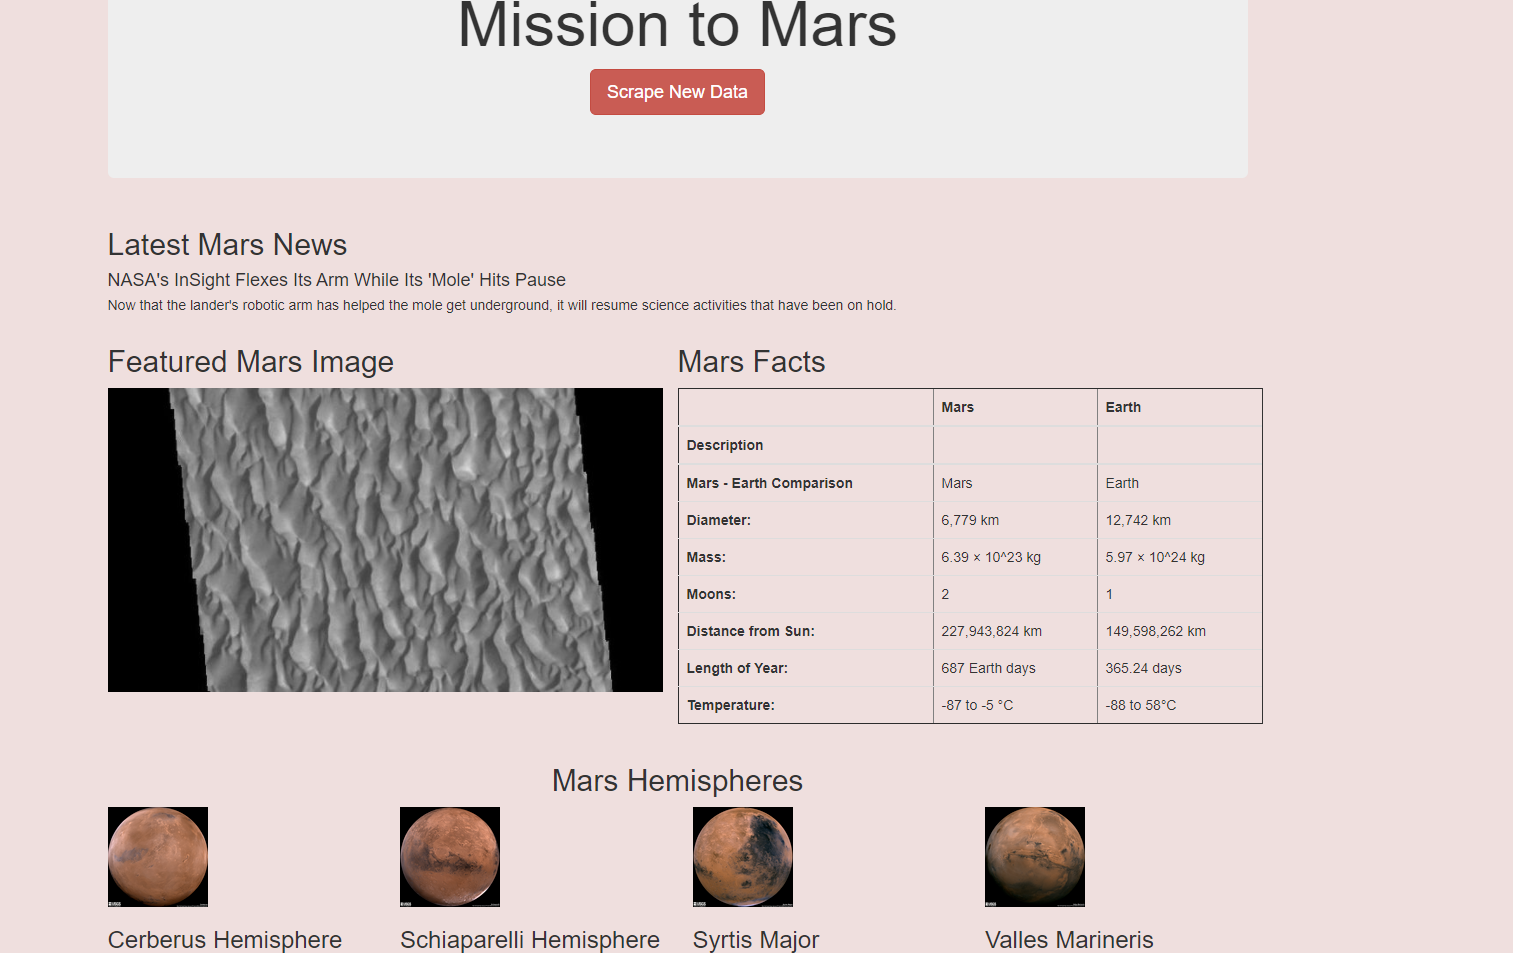 Mission to Mars
Scrape New Data
Latest Mars News
NASA's InSight Flexes Its Arm While Its 'Mole' Hits Pause
Now that the lander's robotic arm has helped the mole get underground, it will resume science activities that have been on hold.
Featured Mars Image
Mars Facts
Mars Earth
Description
Mars - Earth Comparison Mars Earth
Diameter: 6,779 km 12,742 km
Mass: 6.39 × 10^23 kg 5.97 × 10^24 kg
Moons: 2 1
Distance from Sun: 227,943,824 km 149,598,262 km
Length of Year: 687 Earth days 365.24 days
Temperature: -87 to -5 °C -88 to 58°C
Mars Hemispheres
USGS USGS USGS USGS
Cerberus Hemisphere Schiaparelli Hemisphere Syrtis Major Valles Marineris